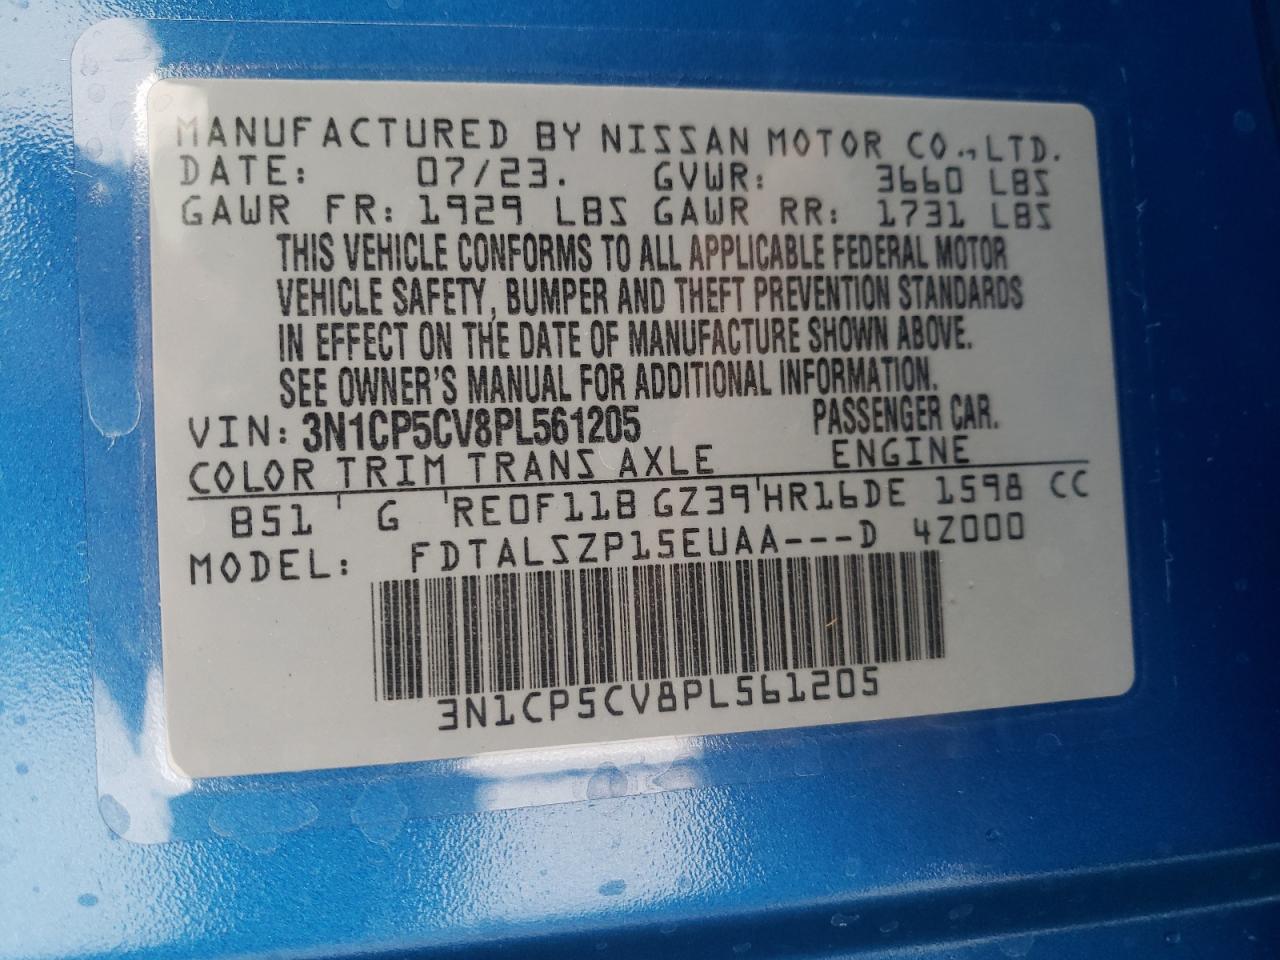 MANUFACTURED BY NISSAN MOTOR CO., LTD.
DATE: 07/23. GVWR: 3660 LBS
GAWR FR: 1929 LBS GAWR RR: 1731 LBS
THIS VEHICLE CONFORMS TO ALL APPLICABLE FEDERAL MOTOR
VEHICLE SAFETY, BUMPER AND THEFT PREVENTION STANDARDS
IN EFFECT ON THE DATE OF MANUFACTURE SHOWN ABOVE.
SEE OWNER'S MANUAL FOR ADDITIONAL INFORMATION.
VIN: 3N1CP5CV8PL561205 PASSENGER CAR.
COLOR TRIM TRANS AXLE ENGINE
B51 ' G ' RE0F11B GZ39 ' HR16DE 1598 CC
MODEL: FDTALSZP15EUAA---D 4Z000
3N1CP5CV8PL561205